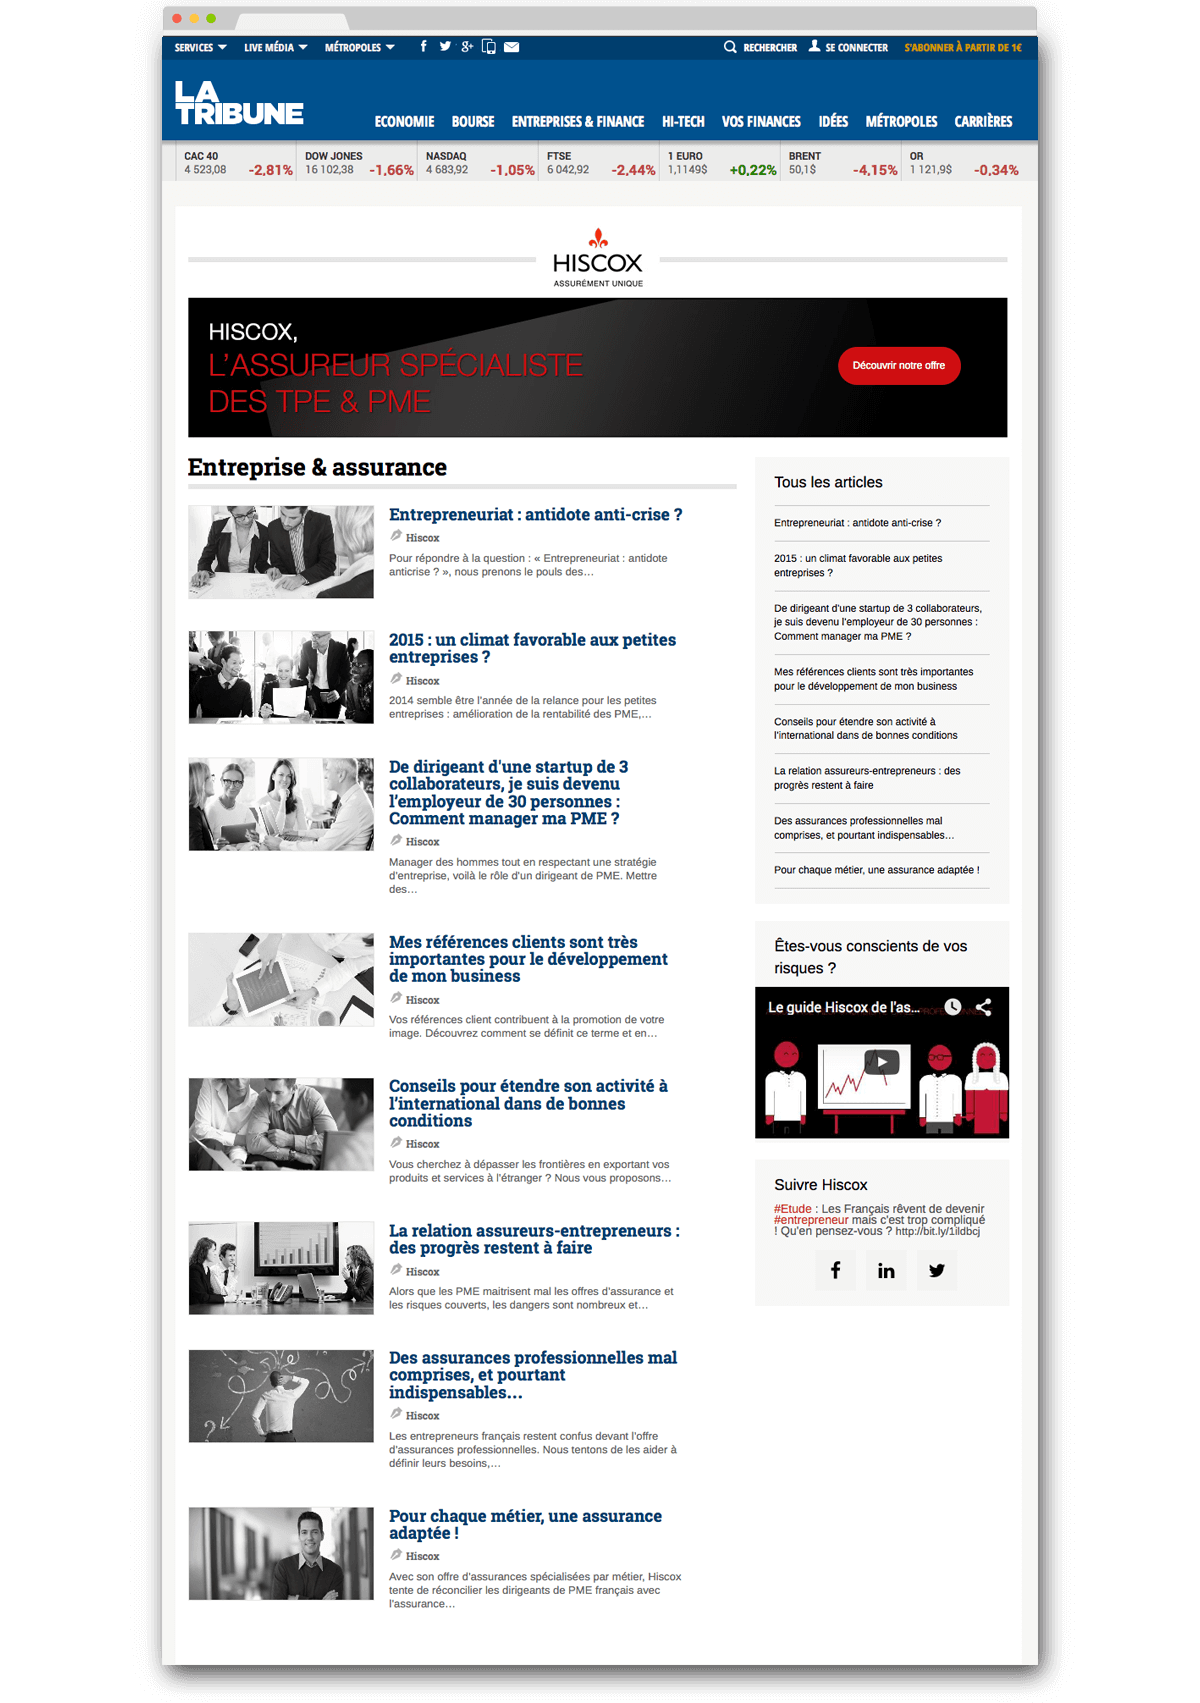 SERVICES LIVE MÉDIA MÉTROPOLES RECHERCHER SE CONNECTER S'ABONNER À PARTIR DE 1€
LA
TRIBUNE
ECONOMIE BOURSE ENTREPRISES & FINANCE HI-TECH VOS FINANCES IDÉES MÉTROPOLES CARRIÈRES
CAC 40 DOW JONES NASDAQ FTSE 1 EURO BRENT OR
4 523,08 -2,81% 16 102,38 -1,66% 4 683,92 -1,05% 6 042,92 -2,44% 1,1149$ +0,22% 50,1$ -4,15% 1 121,9$ -0,34%
HISCOX
ASSURÉMENT UNIQUE
HISCOX,
L'ASSUREUR SPÉCIALISTE
DES TPE & PME
Découvrir notre offre
Entreprise & assurance
Entrepreneuriat : antidote anti-crise ?
Hiscox
Pour répondre à la question : « Entrepreneuriat : antidote
anticrise ? », nous prenons le pouls des…
2015 : un climat favorable aux petites
entreprises ?
Hiscox
2014 semble être l'année de la relance pour les petites
entreprises : amélioration de la rentabilité des PME,…
De dirigeant d'une startup de 3
collaborateurs, je suis devenu
l'employeur de 30 personnes :
Comment manager ma PME ?
Hiscox
Manager des hommes tout en respectant une stratégie
d'entreprise, voilà le rôle d'un dirigeant de PME. Mettre
des…
Mes références clients sont très
importantes pour le développement
de mon business
Hiscox
Vos références client contribuent à la promotion de votre
image. Découvrez comment se définit ce terme et en…
Conseils pour étendre son activité à
l'international dans de bonnes
conditions
Hiscox
Vous cherchez à dépasser les frontières en exportant vos
produits et services à l'étranger ? Nous vous proposons…
La relation assureurs-entrepreneurs :
des progrès restent à faire
Hiscox
Alors que les PME maitrisent mal les offres d'assurance et
les risques couverts, les dangers sont nombreux et…
Des assurances professionnelles mal
comprises, et pourtant
indispensables…
Hiscox
Les entrepreneurs français restent confus devant l'offre
d'assurances professionnelles. Nous tentons de les aider à
définir leurs besoins,…
Pour chaque métier, une assurance
adaptée !
Hiscox
Avec son offre d'assurances spécialisées par métier, Hiscox
tente de réconcilier les dirigeants de PME français avec
l'assurance…
Tous les articles
Entrepreneuriat : antidote anti-crise ?
2015 : un climat favorable aux petites
entreprises ?
De dirigeant d'une startup de 3 collaborateurs,
je suis devenu l'employeur de 30 personnes :
Comment manager ma PME ?
Mes références clients sont très importantes
pour le développement de mon business
Conseils pour étendre son activité à
l'international dans de bonnes conditions
La relation assureurs-entrepreneurs : des
progrès restent à faire
Des assurances professionnelles mal
comprises, et pourtant indispensables…
Pour chaque métier, une assurance adaptée !
Êtes-vous conscients de vos
risques ?
Le guide Hiscox de l'as...
Suivre Hiscox
#Etude : Les Français rêvent de devenir
#entrepreneur mais c'est trop compliqué
! Qu'en pensez-vous ? http://bit.ly/1ildbcj